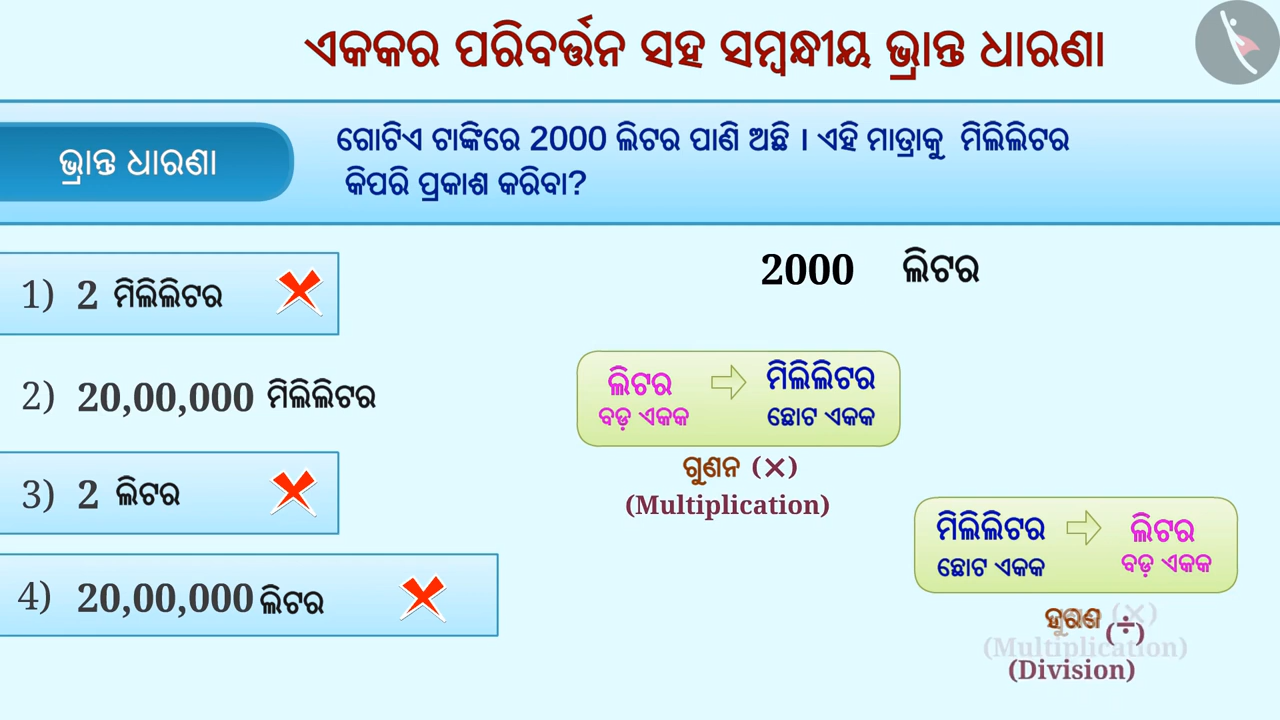 ଏକକର ପରିବର୍ତ୍ତନ ସହ ସମ୍ବନ୍ଧୀୟ ଭ୍ରାନ୍ତ ଧାରଣା
ଭ୍ରାନ୍ତ ଧାରଣା
ଗୋଟିଏ ଟାଙ୍କିରେ 2000 ଲିଟର ପାଣି ଅଛି । ଏହି ମାତ୍ରାକୁ ମିଲିଲିଟର
କିପରି ପ୍ରକାଶ କରିବା?
1) 2 ମିଲିଲିଟର
2) 20,00,000 ମିଲିଲିଟର
3) 2 ଲିଟର
4) 20,00,000 ଲିଟର
2000 ଲିଟର
ଲିଟର ମିଲିଲିଟର
ବଡ଼ ଏକକ ଛୋଟ ଏକକ
ଗୁଣନ (×)
(Multiplication)
ମିଲିଲିଟର ଲିଟର
ଛୋଟ ଏକକ ବଡ଼ ଏକକ
ହରଣ (÷)
(×)
(Multiplication)
(Division)